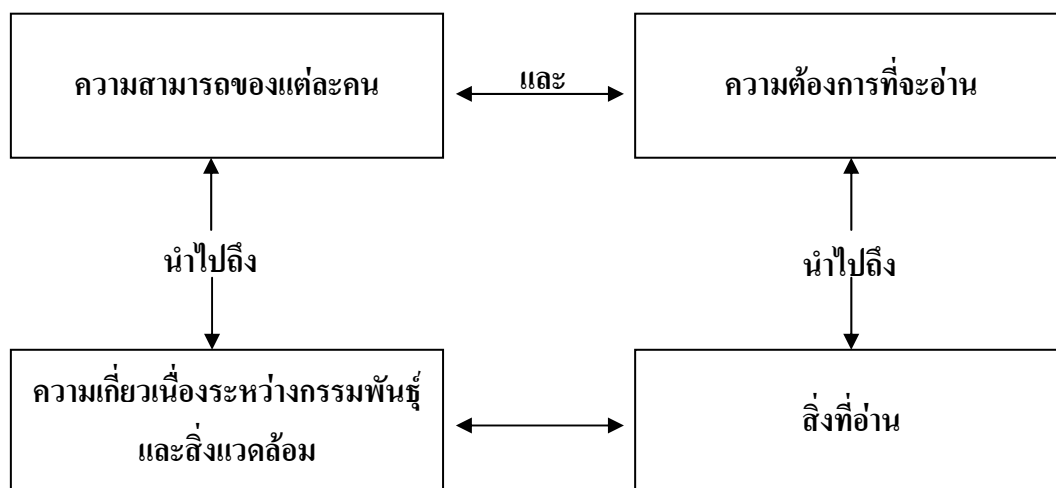 ความสามารถของแต่ละคน
และ
ความต้องการที่จะอ่าน
นำไปถึง
นำไปถึง
ความเกี่ยวเนื่องระหว่างกรรมพันธุ์
และสิ่งแวดล้อม
สิ่งที่อ่าน